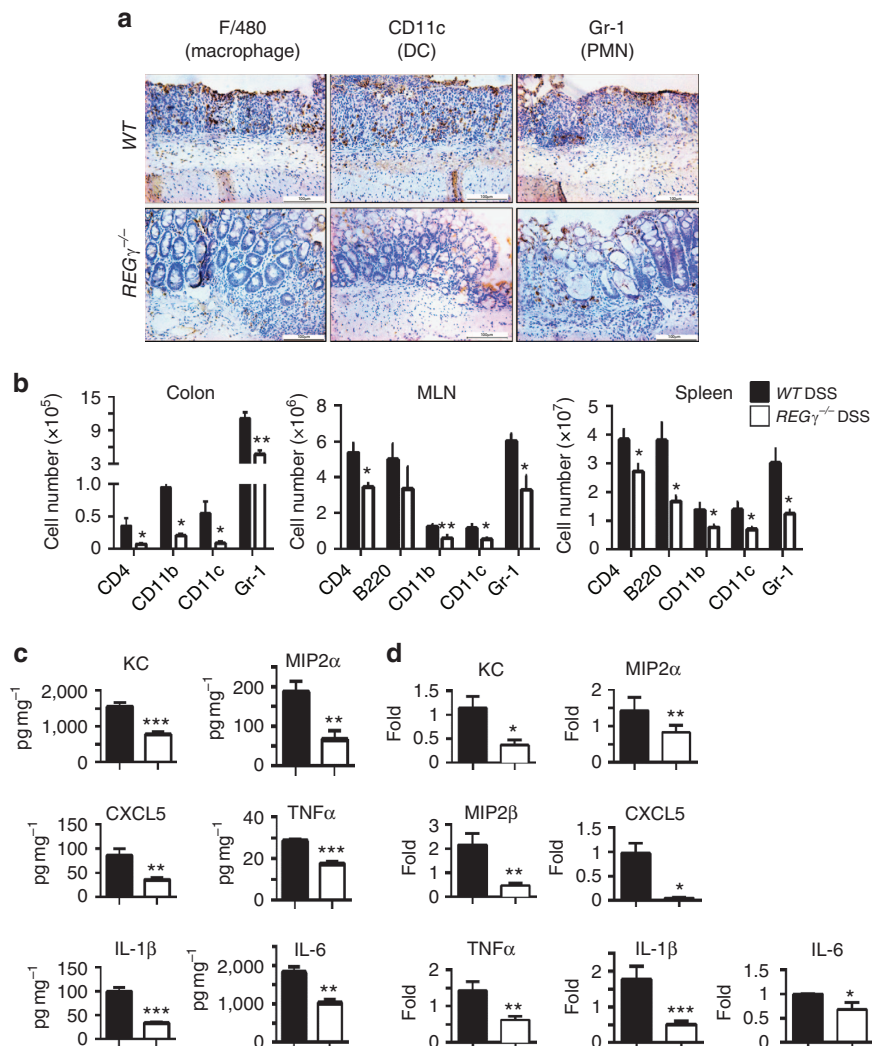 a
F/480
(macrophage)
CD11c
(DC)
Gr-1
(PMN)
WT
REGγ⁻/⁻
100μm
100μm
100μm
100μm
100μm
100μm
b
Colon
Cell number (×10⁵)
15
9
3
1.0
0.5
0
*
*
*
**
CD4
CD11b
CD11c
Gr-1
MLN
Cell number (×10⁶)
8
6
4
2
0
*
**
*
*
CD4
B220
CD11b
CD11c
Gr-1
Spleen
Cell number (×10⁷)
5
4
3
2
1
0
*
*
*
*
*
CD4
B220
CD11b
CD11c
Gr-1
WT DSS
REGγ⁻/⁻ DSS
c
KC
pg mg⁻¹
2,000
1,000
0
***
MIP2α
pg mg⁻¹
200
100
0
**
CXCL5
pg mg⁻¹
150
100
50
0
**
TNFα
pg mg⁻¹
40
20
0
***
IL-1β
pg mg⁻¹
150
100
50
0
***
IL-6
pg mg⁻¹
2,000
1,000
0
**
d
KC
Fold
1.5
1
0.5
0
*
MIP2α
Fold
2
1
0
**
MIP2β
Fold
3
2
1
0
**
CXCL5
Fold
1.5
1
0.5
0
*
TNFα
Fold
2
1
0
**
IL-1β
Fold
2
1
0
***
IL-6
Fold
1.5
1
0.5
0
*